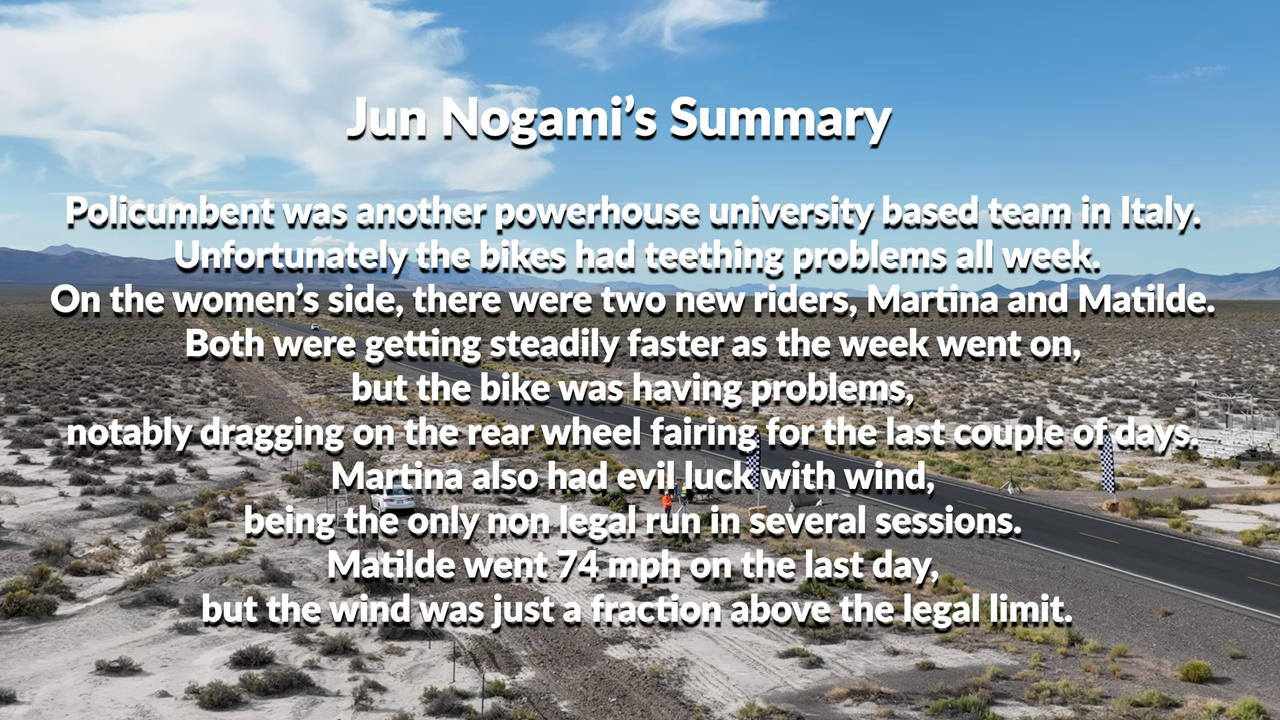 Jun Nogami’s Summary
Policumbent was another powerhouse university based team in Italy.
Unfortunately the bikes had teething problems all week.
On the women’s side, there were two new riders, Martina and Matilde.
Both were getting steadily faster as the week went on,
but the bike was having problems,
notably dragging on the rear wheel fairing for the last couple of days.
Martina also had evil luck with wind,
being the only non legal run in several sessions.
Matilde went 74 mph on the last day,
but the wind was just a fraction above the legal limit.